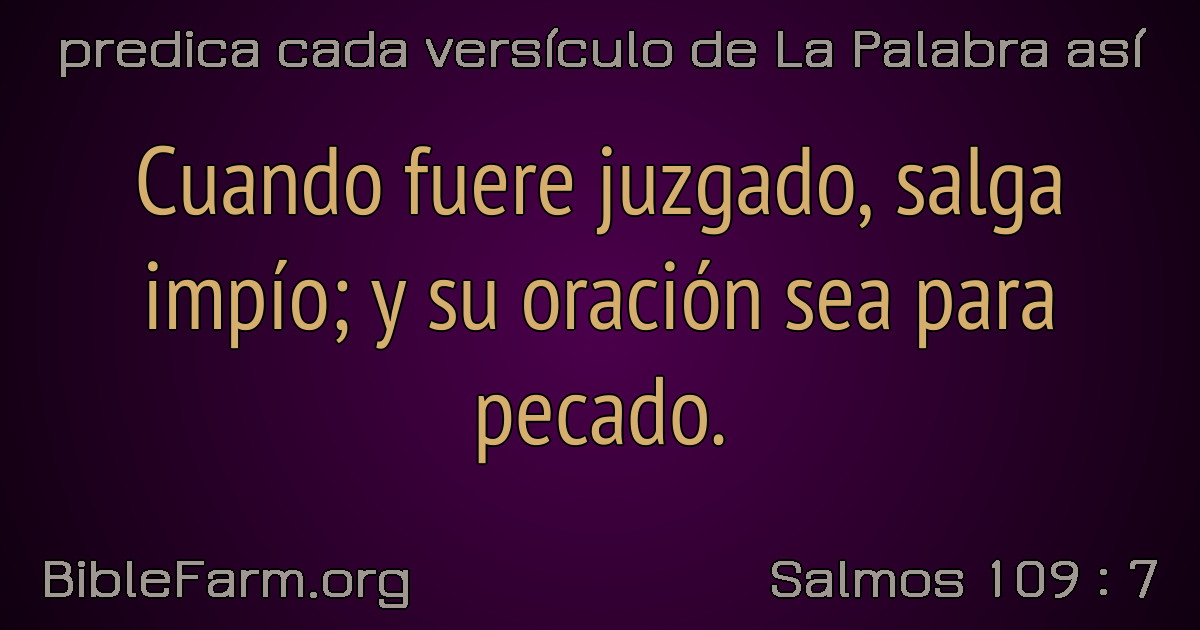 predica cada versículo de La Palabra así
Cuando fuere juzgado, salga
impío; y su oración sea para
pecado.
BibleFarm.org
Salmos 109 : 7